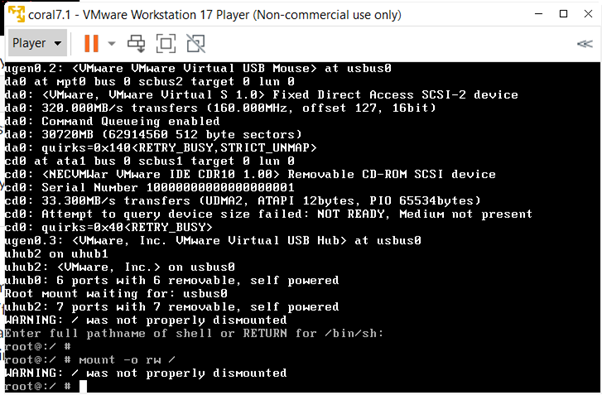 coral7.1 - VMware Workstation 17 Player (Non-commercial use only)
Player
ugen0.2: <VMware VMware Virtual USB Mouse> at usbus0
da0 at mpt0 bus 0 scbus2 target 0 lun 0
da0: <VMware, VMware Virtual S 1.0> Fixed Direct Access SCSI-2 device
da0: 320.000MB/s transfers (160.000MHz, offset 127, 16bit)
da0: Command Queueing enabled
da0: 30720MB (62914560 512 byte sectors)
da0: quirks=0x140<RETRY_BUSY,STRICT_UNMAP>
cd0 at ata1 bus 0 scbus1 target 0 lun 0
cd0: <NECVMWar VMware IDE CDR10 1.00> Removable CD-ROM SCSI device
cd0: Serial Number 10000000000000000001
cd0: 33.300MB/s transfers (UDMA2, ATAPI 12bytes, PIO 65534bytes)
cd0: Attempt to query device size failed: NOT READY, Medium not present
cd0: quirks=0x40<RETRY_BUSY>
ugen0.3: <VMware, Inc. VMware Virtual USB Hub> at usbus0
uhub2 on uhub1
uhub2: <VMware, Inc.> on usbus0
uhub0: 6 ports with 6 removable, self powered
Root mount waiting for: usbus0
uhub2: 7 ports with 7 removable, self powered
WARNING: / was not properly dismounted
Enter full pathname of shell or RETURN for /bin/sh:
root@:/ #
root@:/ # mount -o rw /
WARNING: / was not properly dismounted
root@:/ #